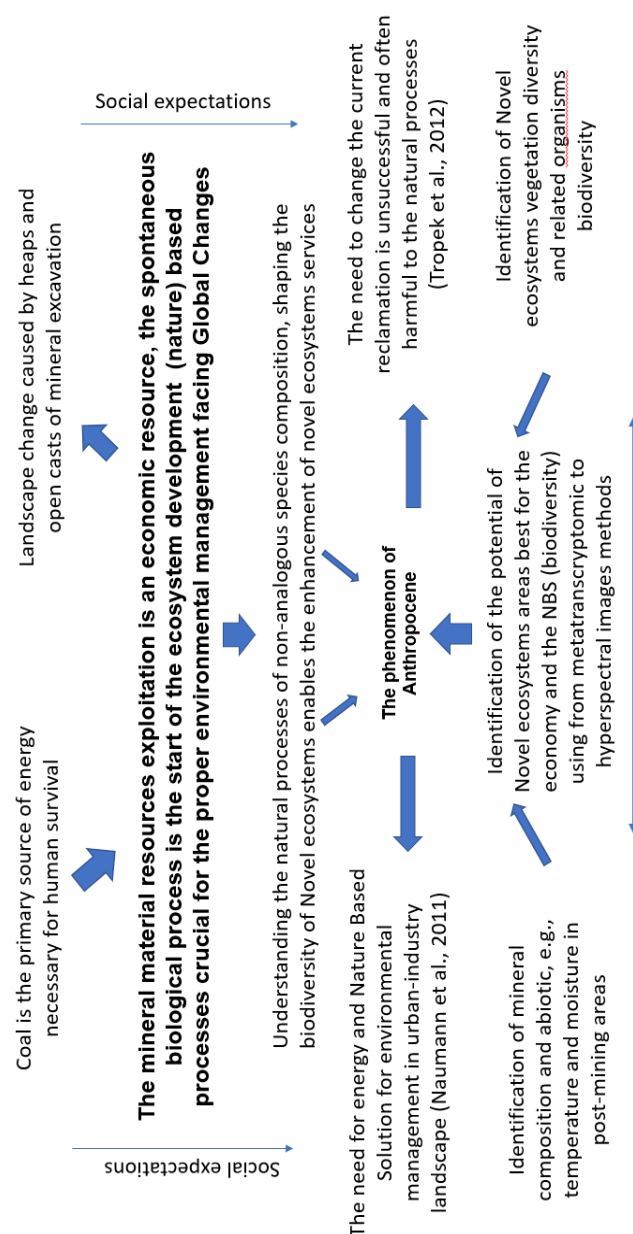 Coal is the primary source of energy
necessary for human survival
Landscape change caused by heaps and
open casts of mineral excavation
Social expectations
The mineral material resources exploitation is an economic resource, the spontaneous
biological process is the start of the ecosystem development (nature) based
processes crucial for the proper environmental management facing Global Changes
Social expectations
Understanding the natural processes of non-analogous species composition, shaping the
biodiversity of Novel ecosystems enables the enhancement of novel ecosystems services
The need for energy and Nature Based
Solution for environmental
management in urban-industry
landscape (Naumann et al., 2011)
The phenomenon of
Anthropocene
The need to change the current
reclamation is unsuccessful and often
harmful to the natural processes
(Tropek et al., 2012)
Identification of mineral
composition and abiotic, e.g.,
temperature and moisture in
post-mining areas
Identification of the potential of
Novel ecosystems areas best for the
economy and the NBS (biodiversity)
using from metatranscryptomic to
hyperspectral images methods
Identification of Novel
ecosystems vegetation diversity
and related organisms
biodiversity